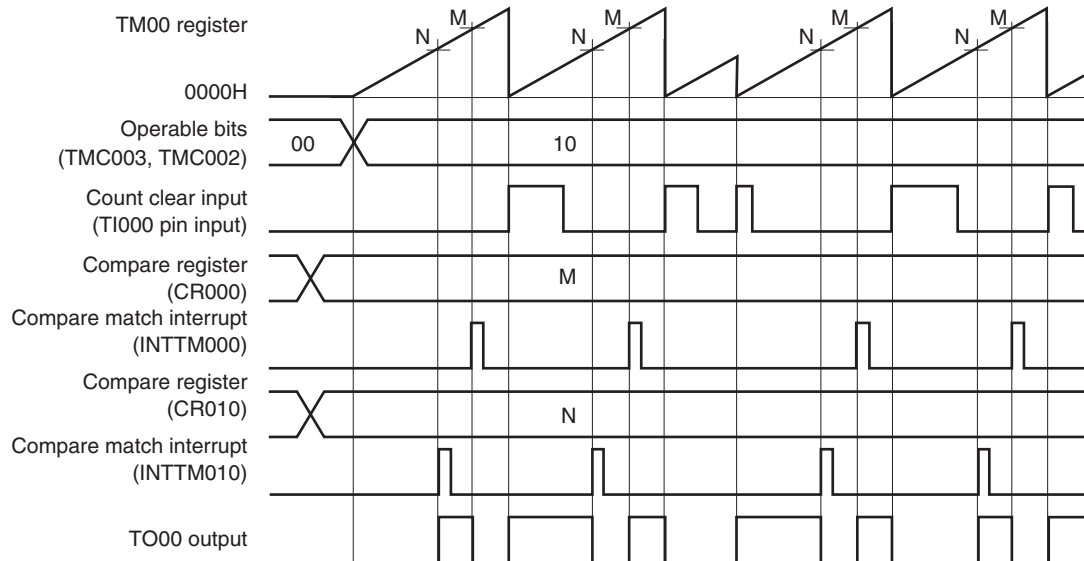 TM00 register
N M N M N M N M
0000H
Operable bits
(TMC003, TMC002)
00 10
Count clear input
(TI000 pin input)
Compare register
(CR000)
M
Compare match interrupt
(INTTM000)
Compare register
(CR010)
N
Compare match interrupt
(INTTM010)
TO00 output